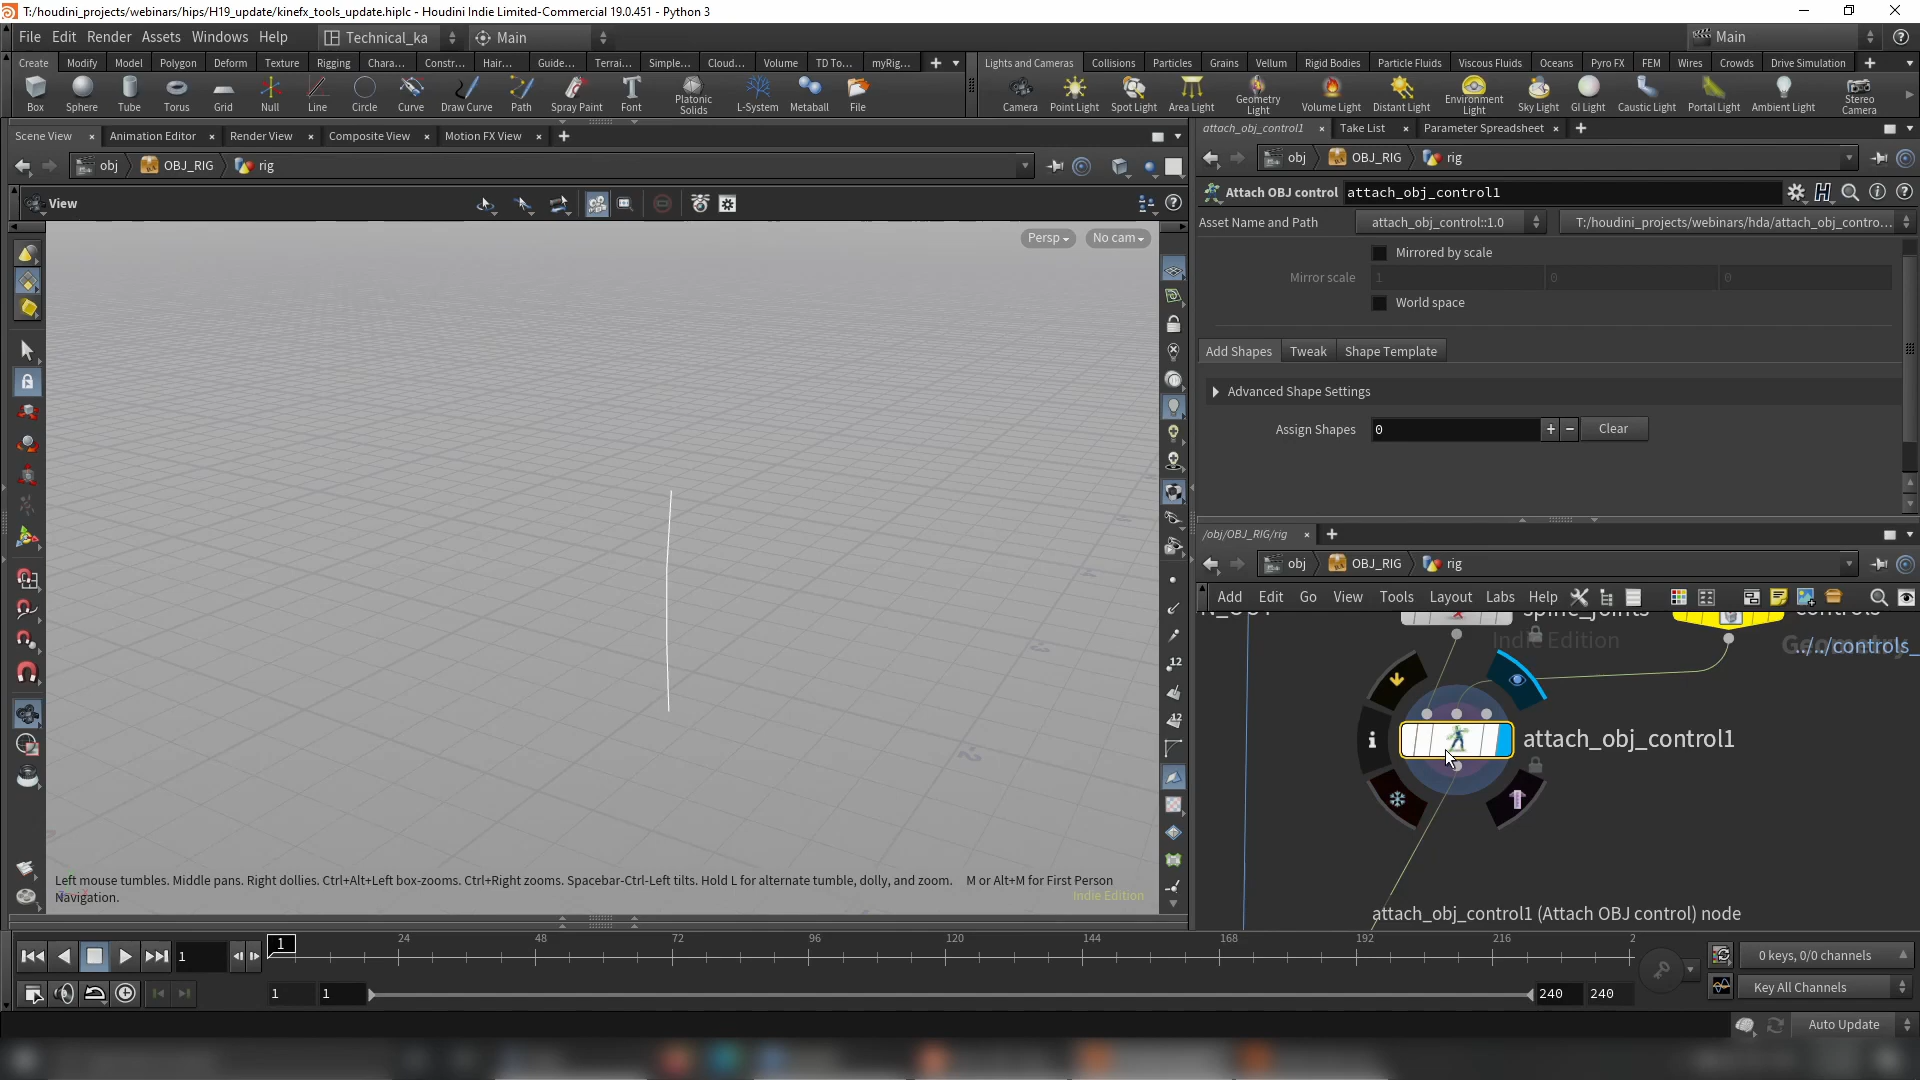 T:/houdini_projects/webinars/hips/H19_update/kinefx_tools_update.hiplc - Houdini Indie Limited-Commercial 19.0.451 - Python 3
File Edit Render Assets Windows Help Technical_ka Main Main
Create Modify Model Polygon Deform Texture Rigging Chara... Constr... Hair... Guide... Terrai... Simple... Cloud... Volume TD To... myRig...
Box Sphere Tube Torus Grid Null Line Circle Curve Draw Curve Path Spray Paint Font Platonic Solids L-System Metaball File
Lights and Cameras Collisions Particles Grains Vellum Rigid Bodies Particle Fluids Viscous Fluids Oceans Pyro FX FEM Wires Crowds Drive Simulation
Camera Point Light Spot Light Area Light Geometry Light Volume Light Distant Light Environment Light Sky Light GI Light Caustic Light Portal Light Ambient Light Stereo Camera
Scene View Animation Editor Render View Composite View Motion FX View
obj OBJ_RIG rig
View
Persp No cam
Left mouse tumbles. Middle pans. Right dollies. Ctrl+Alt+Left box-zooms. Ctrl+Right zooms. Spacebar-Ctrl-Left tilts. Hold L for alternate tumble, dolly, and zoom. M or Alt+M for First Person
Navigation.
Indie Edition
attach_obj_control1 Take List Parameter Spreadsheet
obj OBJ_RIG rig
Attach OBJ control attach_obj_control1
Asset Name and Path attach_obj_control::1.0 T:/houdini_projects/webinars/hda/attach_obj_contro...
Mirrored by scale
Mirror scale 1 0 0
World space
Add Shapes Tweak Shape Template
Advanced Shape Settings
Assign Shapes 0 + − Clear
/obj/OBJ_RIG/rig
obj OBJ_RIG rig
Add Edit Go View Tools Layout Labs Help
Indie Edition
../../controls_
attach_obj_control1
attach_obj_control1 (Attach OBJ control) node
1 1 24 48 72 96 120 144 168 192 216 2
0 keys, 0/0 channels
1 1 240 240
Key All Channels
Auto Update